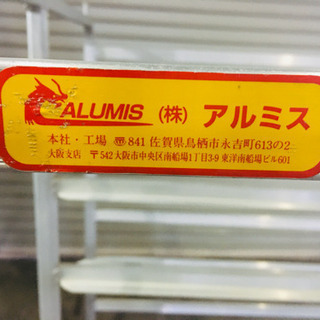 ALUMIS (株) アルミス
本社・工場 〒841 佐賀県鳥栖市永吉町613の2
大阪支店 〒542 大阪市中央区南船場1丁目3-9 東洋南船場ビル601